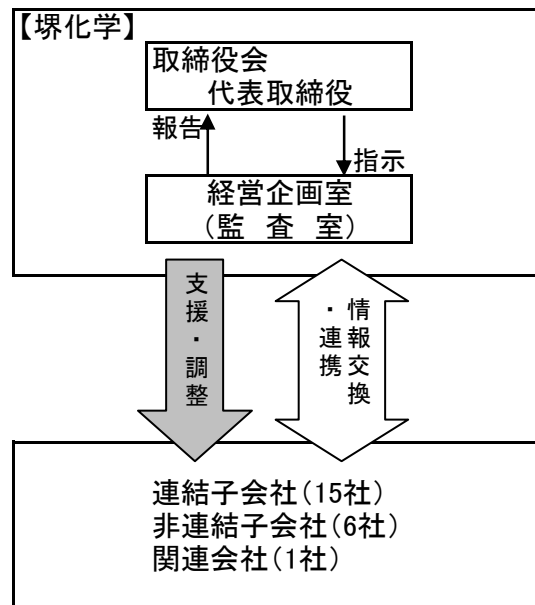 【堺化学】
取締役会
代表取締役
報告
指示
経営企画室
(監 査 室)
支援・調整
情報交換
・連携
連結子会社(15社)
非連結子会社(6社)
関連会社(1社)